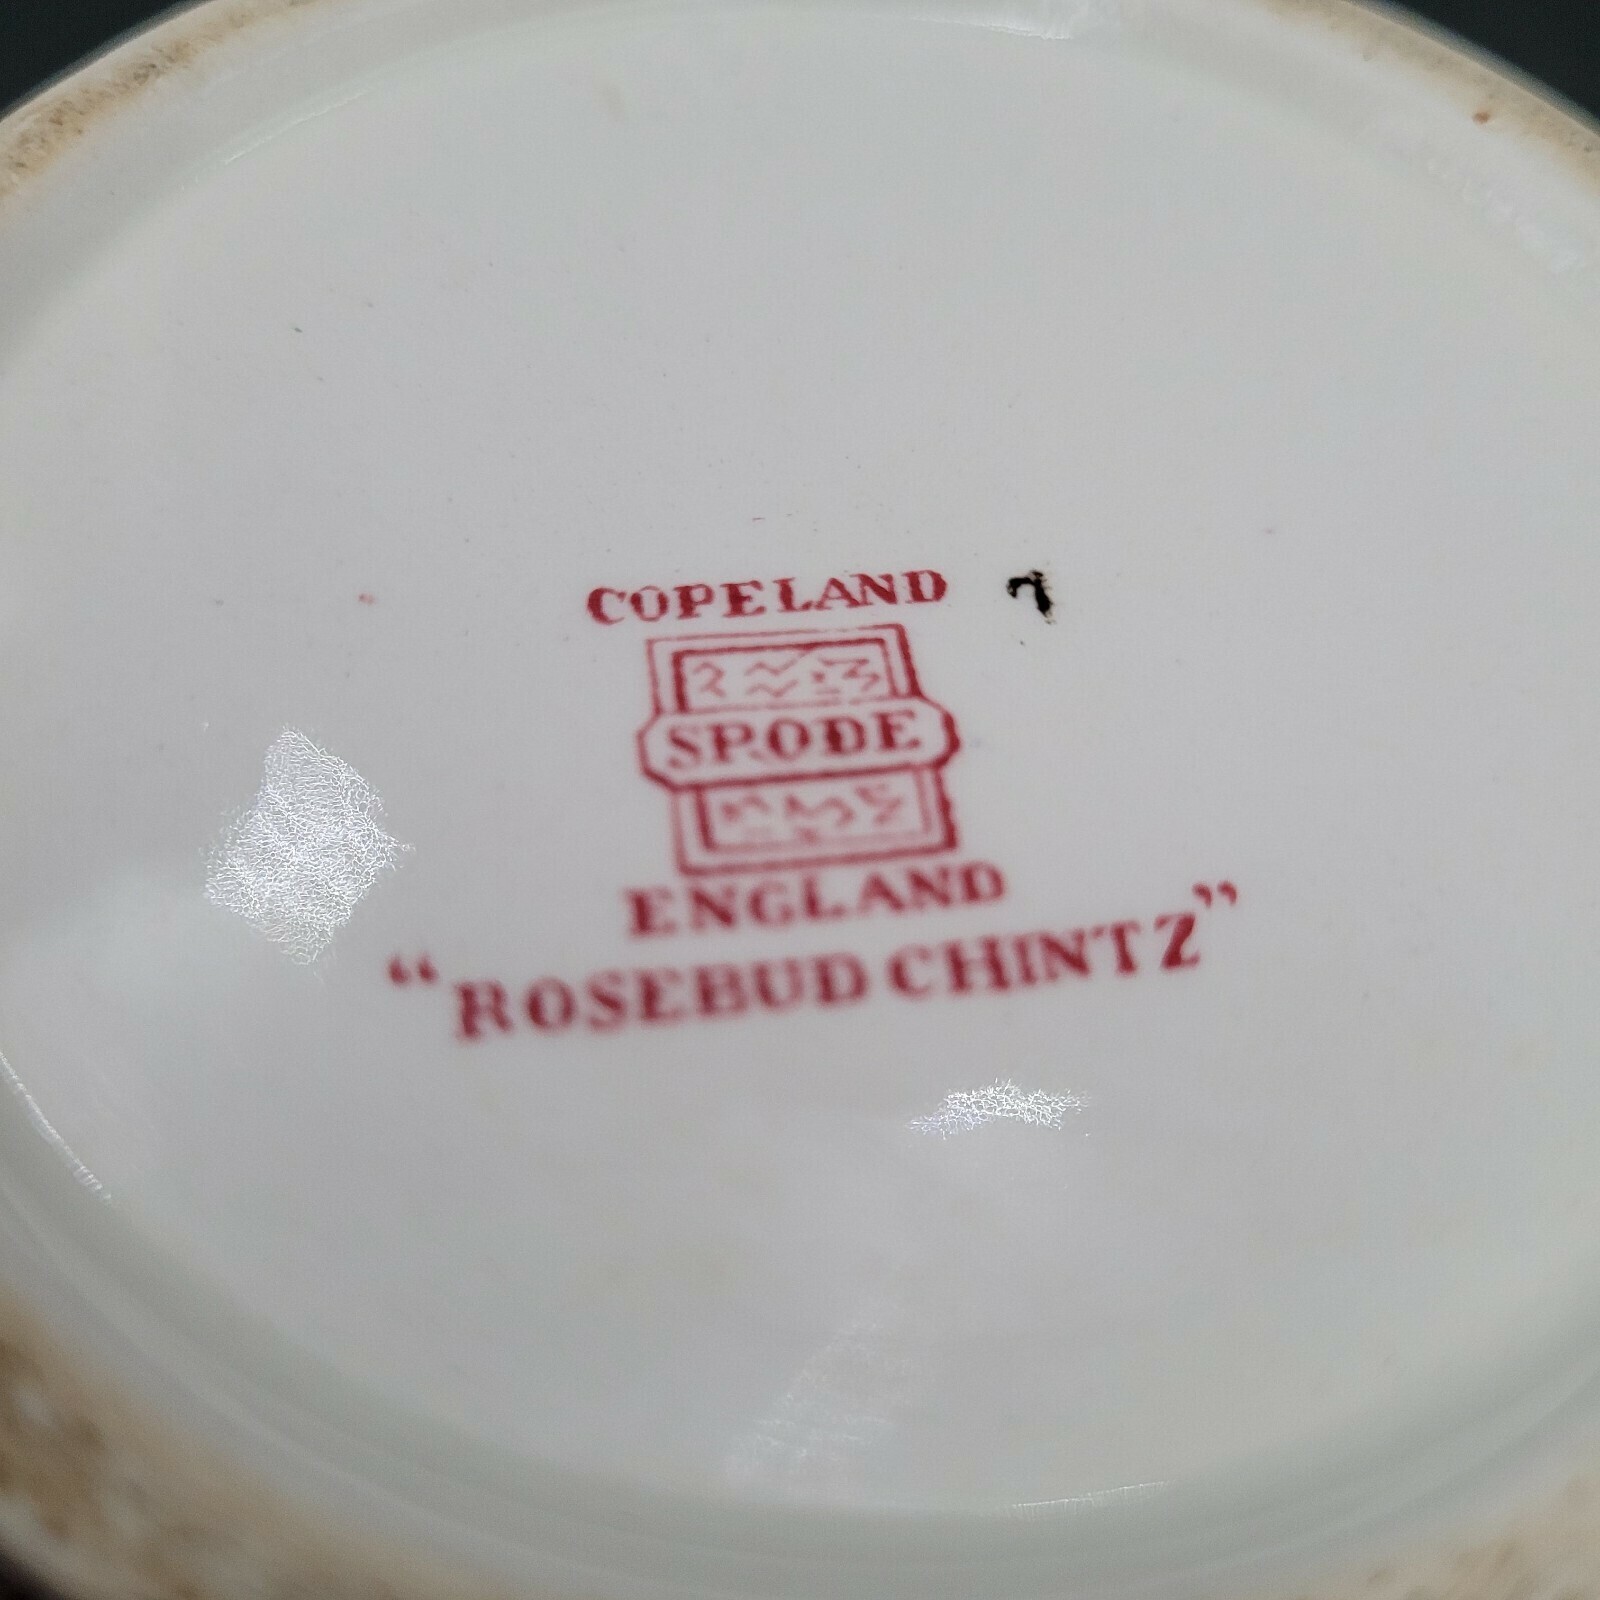 COPELAND
SPODE
ENGLAND
“ROSEBUD CHINTZ”